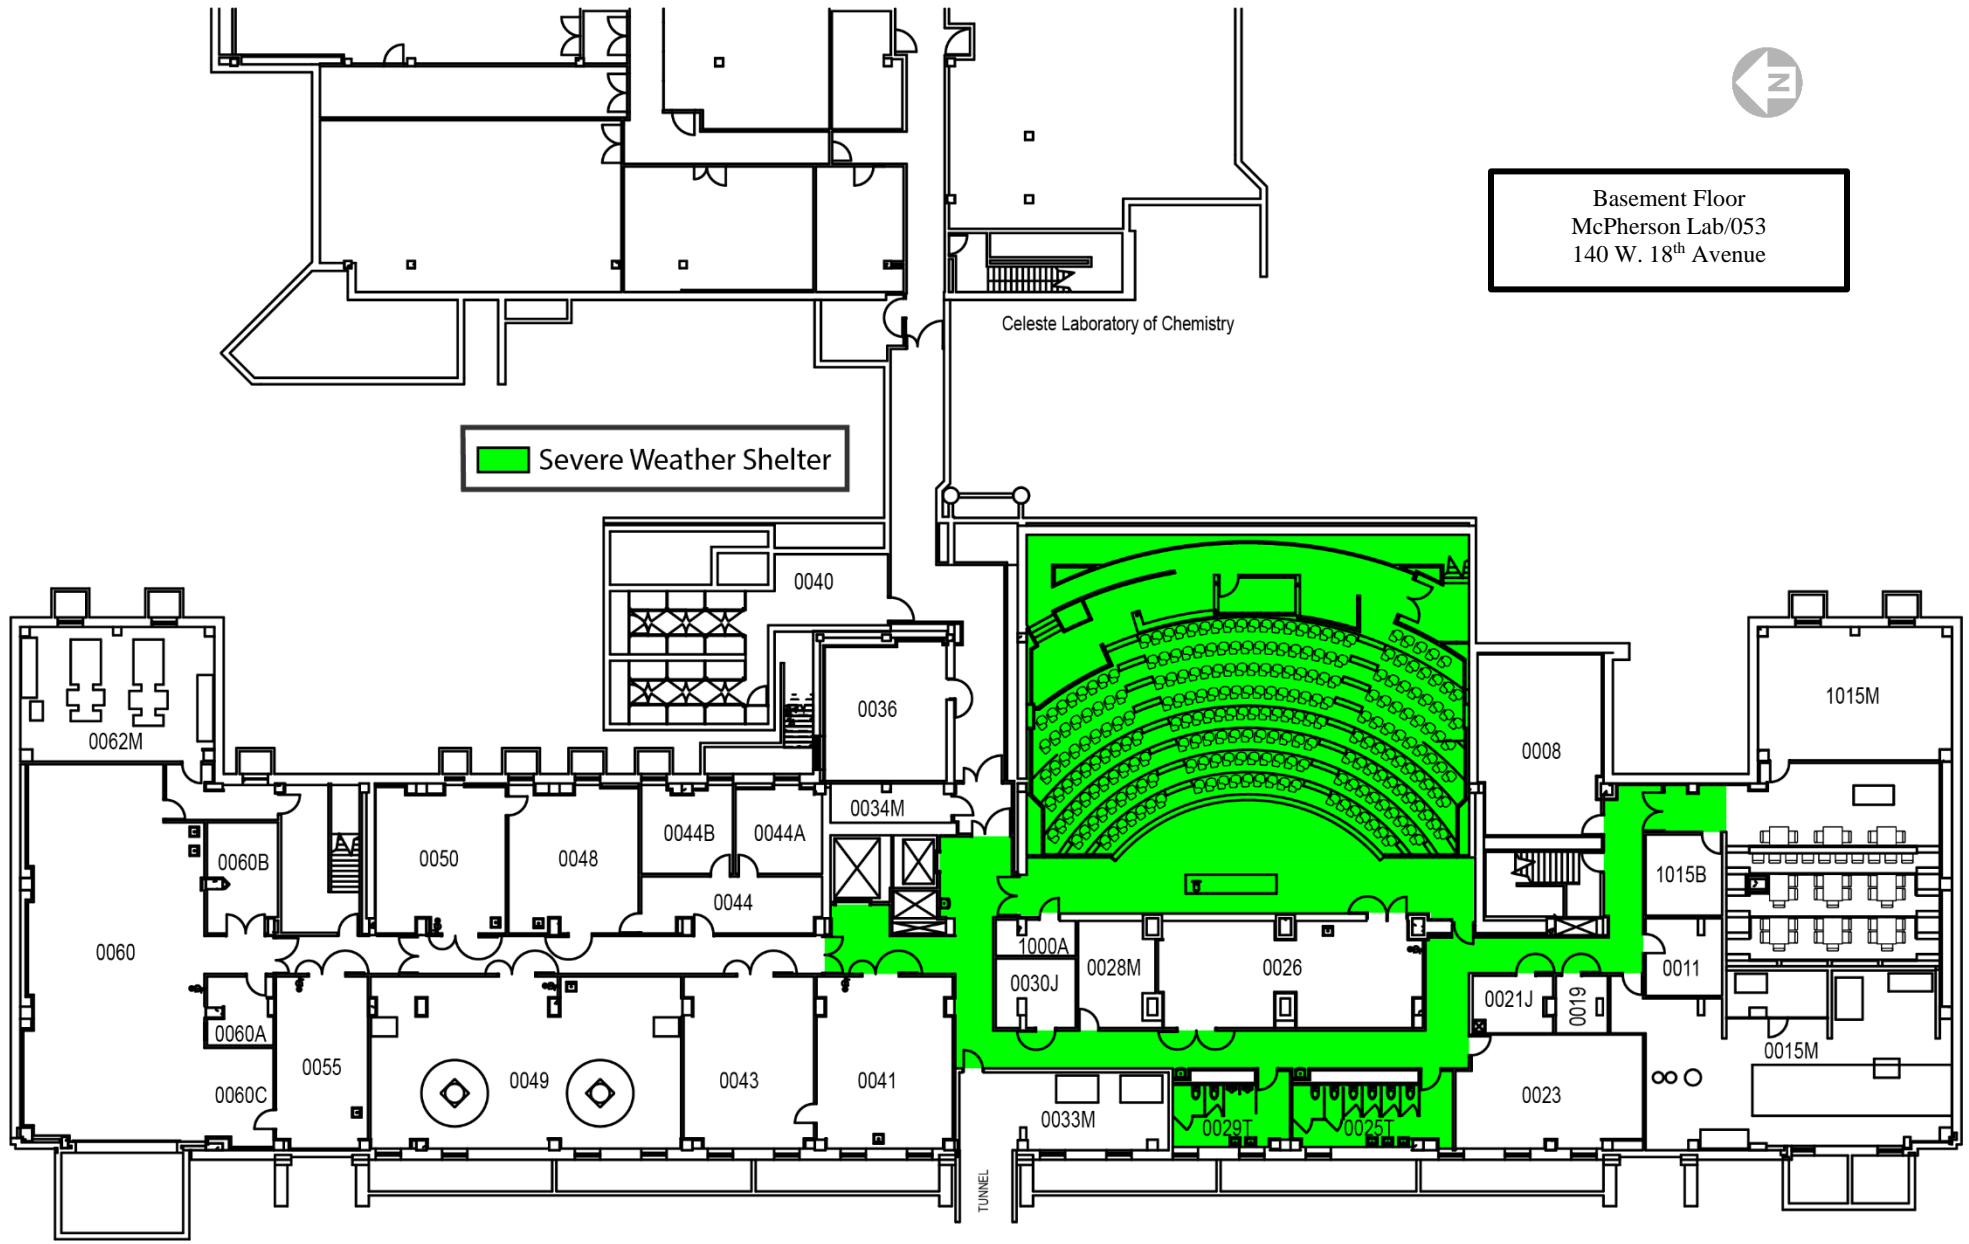 N
Basement Floor
McPherson Lab/053
140 W. 18th Avenue
Celeste Laboratory of Chemistry
Severe Weather Shelter
0040
0036
1015M
0062M
0008
0034M
0044B
0044A
0060B
0050
0048
1015B
0044
1000A
0060
0028M
0026
0011
0030J
0021J
0019
0060A
0015M
0055
0049
0043
0041
0060C
0023
0033M
0029T
0025T
TUNNEL